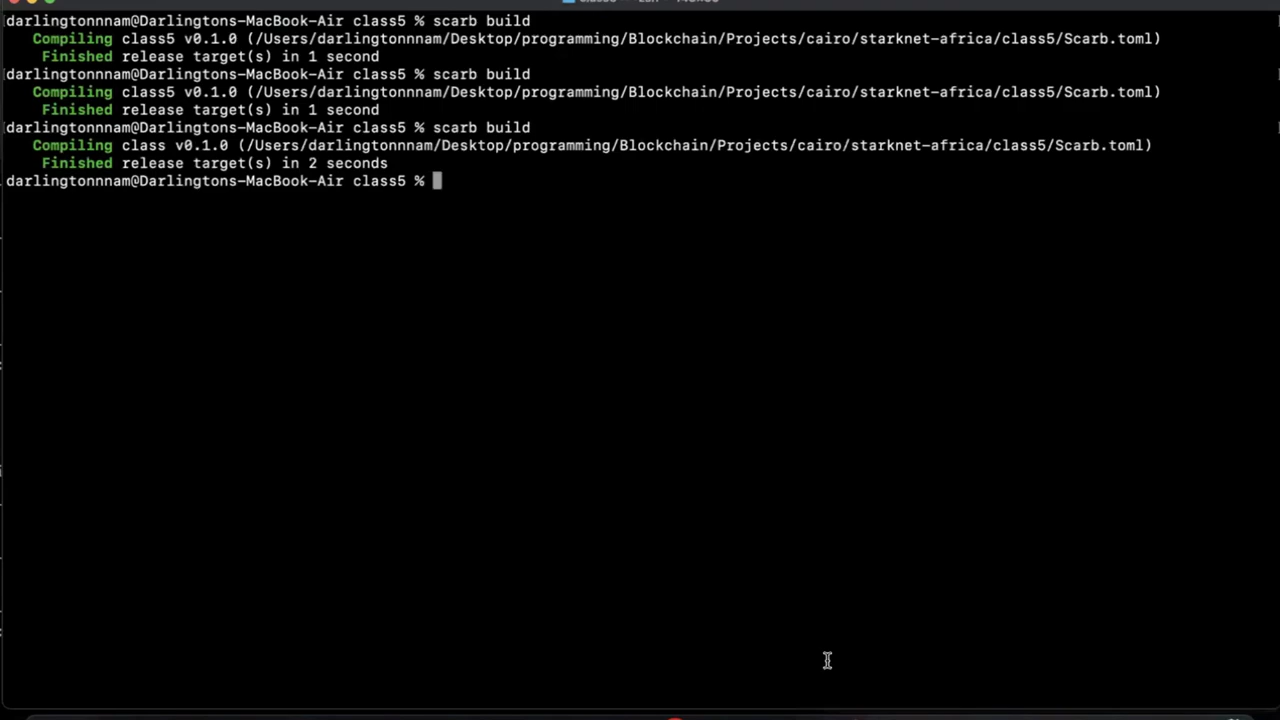 darlingtonnnam@Darlingtons-MacBook-Air class5 % scarb build
Compiling class5 v0.1.0 (/Users/darlingtonnnam/Desktop/programming/Blockchain/Projects/cairo/starknet-africa/class5/Scarb.toml)
Finished release target(s) in 1 second
darlingtonnnam@Darlingtons-MacBook-Air class5 % scarb build
Compiling class5 v0.1.0 (/Users/darlingtonnnam/Desktop/programming/Blockchain/Projects/cairo/starknet-africa/class5/Scarb.toml)
Finished release target(s) in 1 second
darlingtonnnam@Darlingtons-MacBook-Air class5 % scarb build
Compiling class v0.1.0 (/Users/darlingtonnnam/Desktop/programming/Blockchain/Projects/cairo/starknet-africa/class5/Scarb.toml)
Finished release target(s) in 2 seconds
darlingtonnnam@Darlingtons-MacBook-Air class5 %